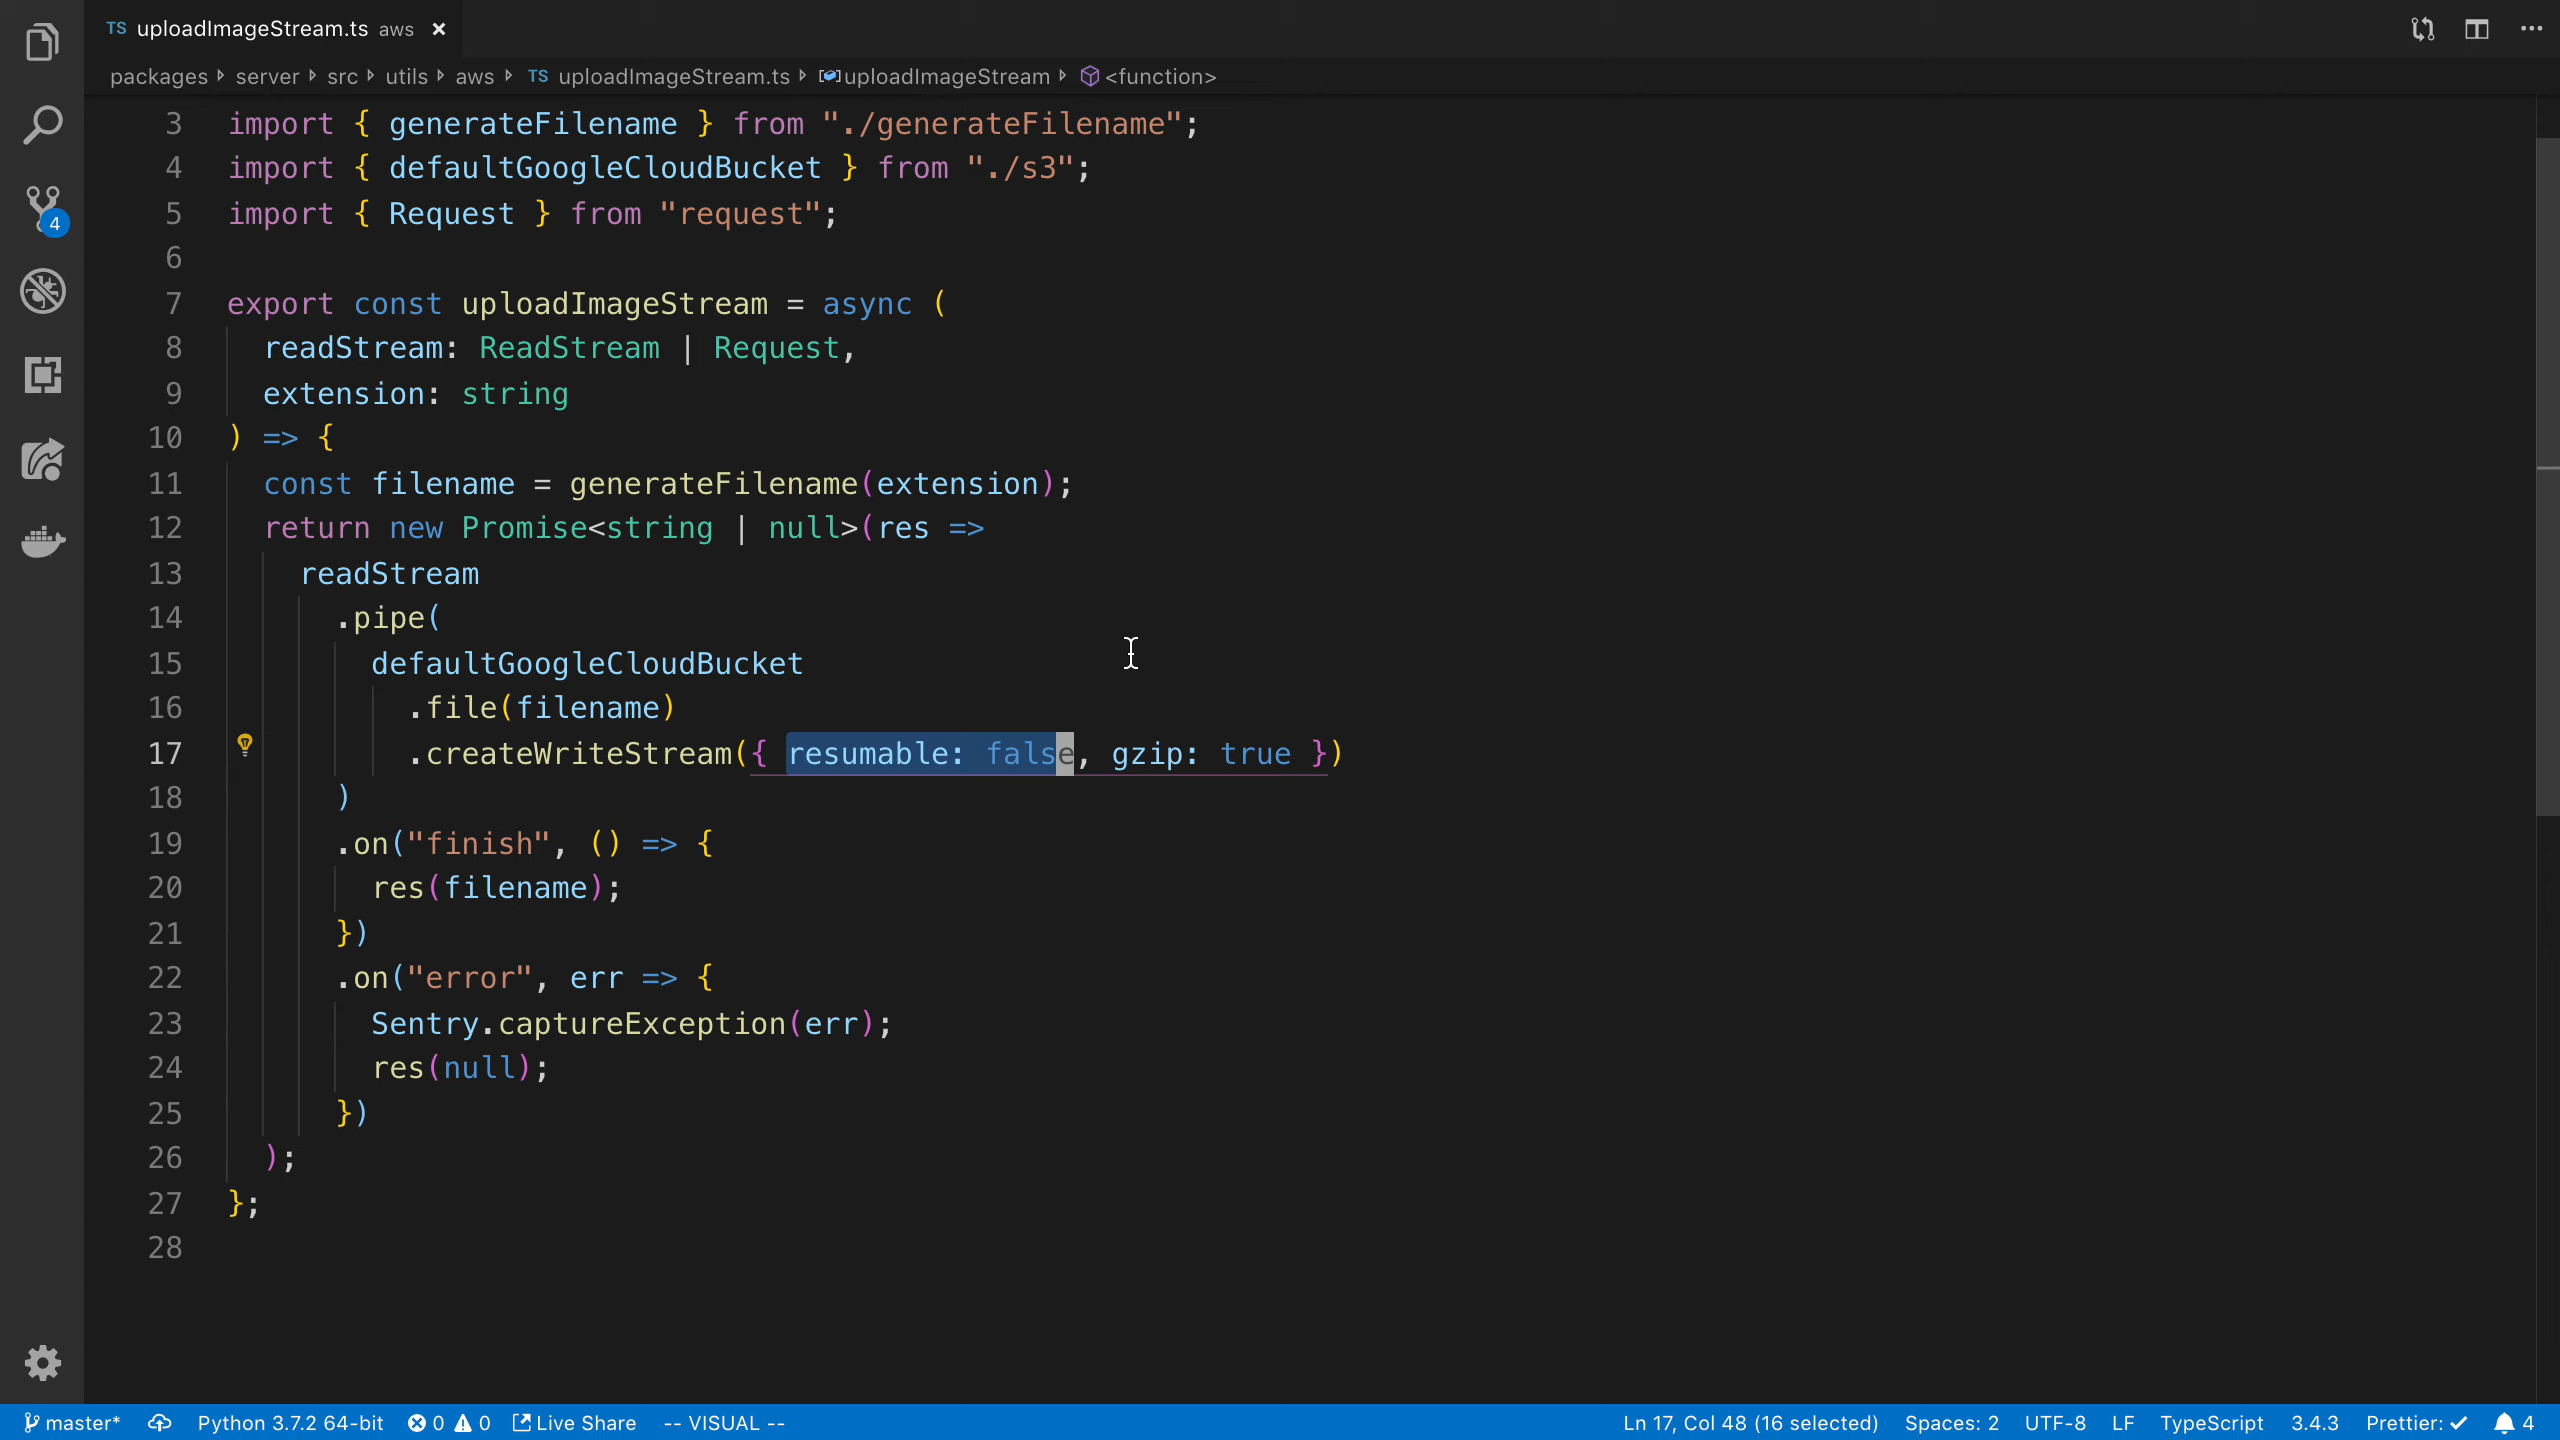 TS uploadImageStream.ts aws ×
packages server src utils aws TS uploadImageStream.ts uploadImageStream <function>
3 import { generateFilename } from "./generateFilename";
4 import { defaultGoogleCloudBucket } from "./s3";
5 import { Request } from "request";
6
7 export const uploadImageStream = async (
8 readStream: ReadStream | Request,
9 extension: string
10 ) => {
11 const filename = generateFilename(extension);
12 return new Promise<string | null>(res =>
13 readStream
14 .pipe(
15 defaultGoogleCloudBucket
16 .file(filename)
17 .createWriteStream({ resumable: false, gzip: true })
18 )
19 .on("finish", () => {
20 res(filename);
21 })
22 .on("error", err => {
23 Sentry.captureException(err);
24 res(null);
25 })
26 );
27 };
28
4
master* Python 3.7.2 64-bit 0 0 Live Share -- VISUAL -- Ln 17, Col 48 (16 selected) Spaces: 2 UTF-8 LF TypeScript 3.4.3 Prettier: ✓ 4